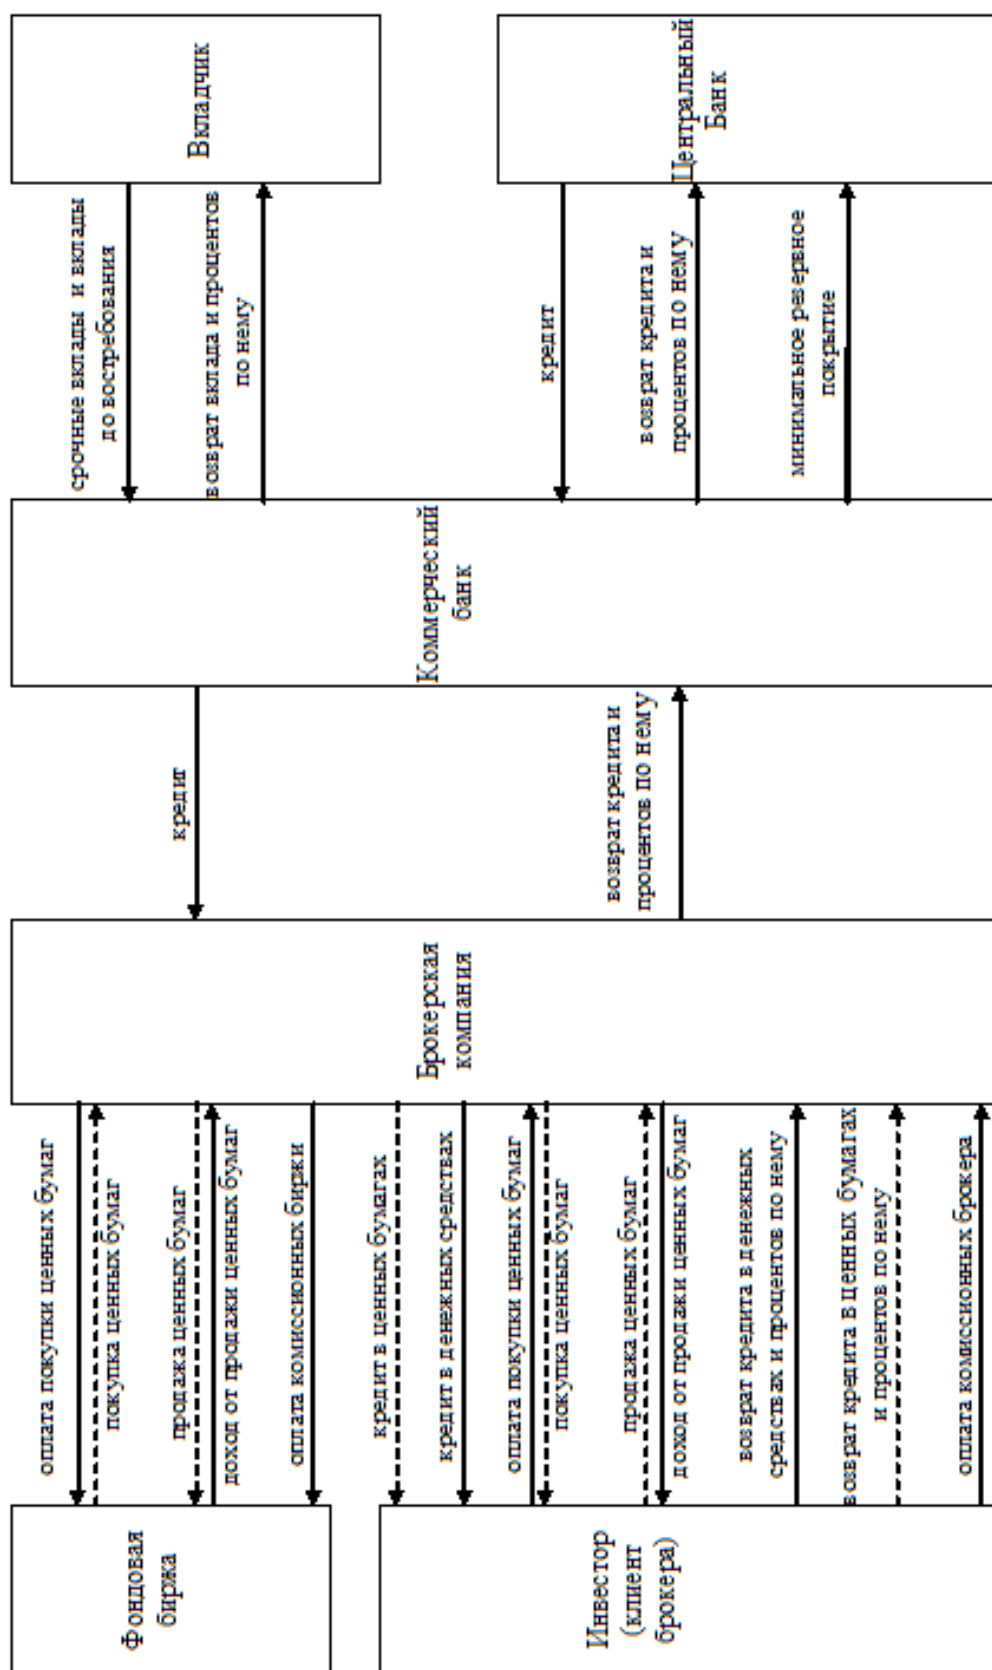 Фондовая
биржа
Инвестор
(клиент
брокера)
оплата покупки ценных бумаг
покупка ценных бумаг
продажа ценных бумаг
доход от продажи ценных бумаг
оплата комиссионных биржи
кредит в ценных бумагах
кредит в денежных средствах
оплата покупки ценных бумаг
покупка ценных бумаг
продажа ценных бумаг
доход от продажи ценных бумаг
возврат кредита в денежных
средствах и процентов по нему
возврат кредита в ценных бумагах
и процентов по нему
оплата комиссионных брокера
Брокерская
компания
кредит
возврат кредита и
процентов по нему
Коммерческий
банк
срочные вклады и вклады
до востребования
возврат вклада и процентов
по нему
кредит
возврат кредита и
процентов по нему
минимальное резервное
покрытие
Вкладчик
Центральный
Банк